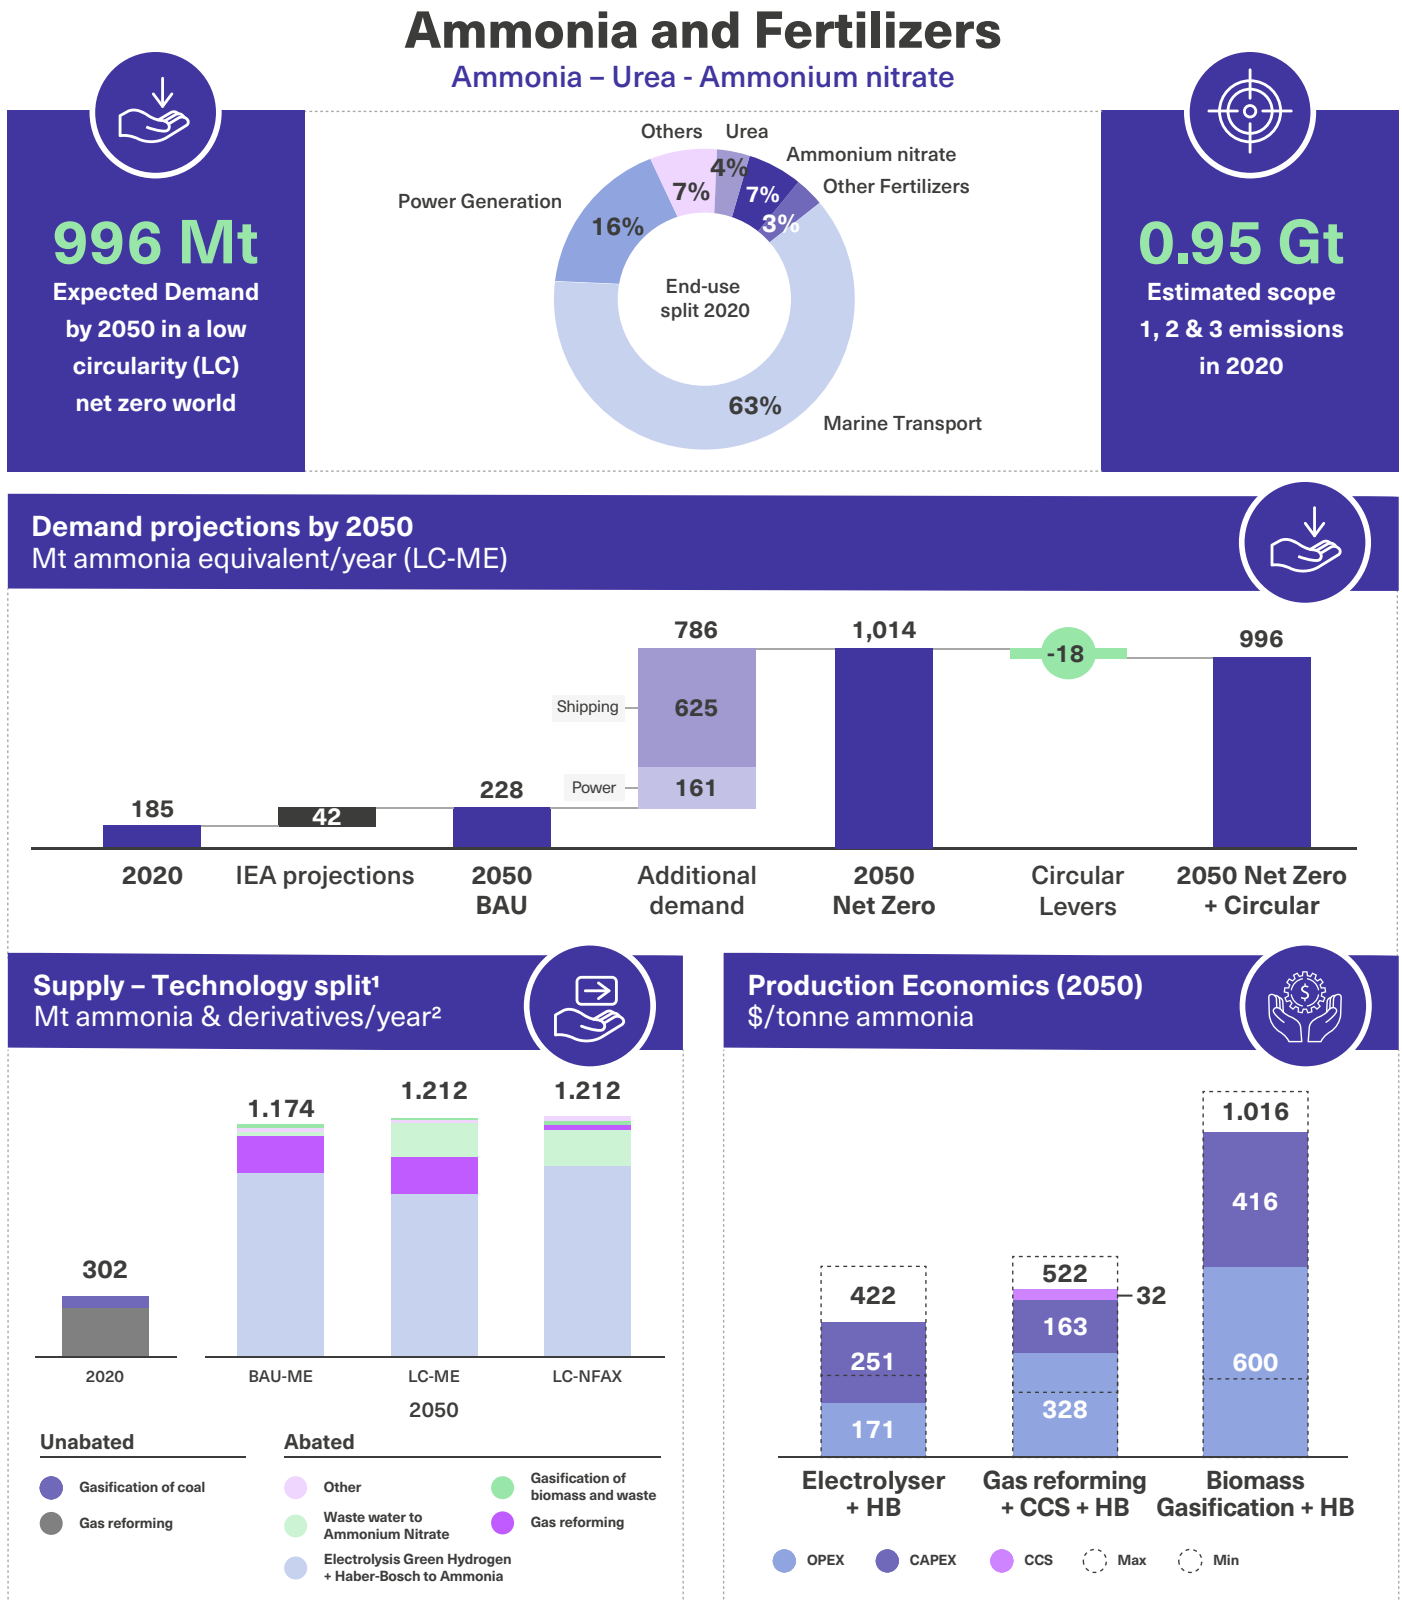 Ammonia and Fertilizers
Ammonia – Urea - Ammonium nitrate
996 Mt
Expected Demand
by 2050 in a low
circularity (LC)
net zero world
Others
Urea
Ammonium nitrate
Other Fertilizers
Power Generation
Marine Transport
4%
7%
3%
7%
16%
63%
End-use
split 2020
0.95 Gt
Estimated scope
1, 2 & 3 emissions
in 2020
Demand projections by 2050
Mt ammonia equivalent/year (LC-ME)
185
42
228
786
Shipping
625
Power
161
1,014
-18
996
2020
IEA projections
2050
BAU
Additional
demand
2050
Net Zero
Circular
Levers
2050 Net Zero
+ Circular
Supply – Technology split¹
Mt ammonia & derivatives/year²
302
1.174
1.212
1.212
2020
BAU-ME
LC-ME
LC-NFAX
2050
Unabated
Gasification of coal
Gas reforming
Abated
Other
Waste water to
Ammonium Nitrate
Electrolysis Green Hydrogen
+ Haber-Bosch to Ammonia
Gasification of
biomass and waste
Gas reforming
Production Economics (2050)
$/tonne ammonia
$
422
251
171
522
32
163
328
1.016
416
600
Electrolyser
+ HB
Gas reforming
+ CCS + HB
Biomass
Gasification + HB
OPEX
CAPEX
CCS
Max
Min